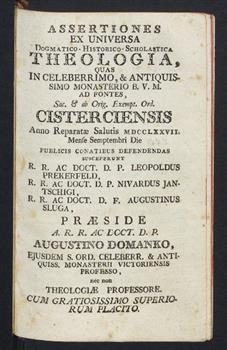 ASSERTIONES
EX UNIVERSA
DOGMATICO-HISTORICO-SCHOLASTICA
THEOLOGIA,
QUAS
IN CELEBERRIMO, & ANTIQUIS-
SIMO MONASTERIO B. V. M.
AD FONTES,
Sac. & ab Orig. Exempt. Ord.
CISTERCIENSIS
Anno Reparatæ Salutis MDCCLXXVII.
Mense Septembri Die
PUBLICIS CONATIBUS DEFENDENDAS
SUSCEPERUNT
R. R. AC DOCT. D. P. LEOPOLDUS
PREKERFELD,
R. R. AC DOCT. D. P. NIVARDUS JAN-
TSCHIGI,
R. R. AC DOCT. D. F. AUGUSTINUS
SLUGA,
PRÆSIDE
A. R. R. AC DOCT. D. P.
AUGUSTINO DOMANKO,
EJUSDEM S. ORD. CELEBERR. & ANTI-
QUISS. MONASTERII VICTORIENSIS
PROFESSO,
nec non
THEOLOGIÆ PROFESSORE.
CUM GRATIOSISSIMO SUPERIO-
RUM PLACITO.